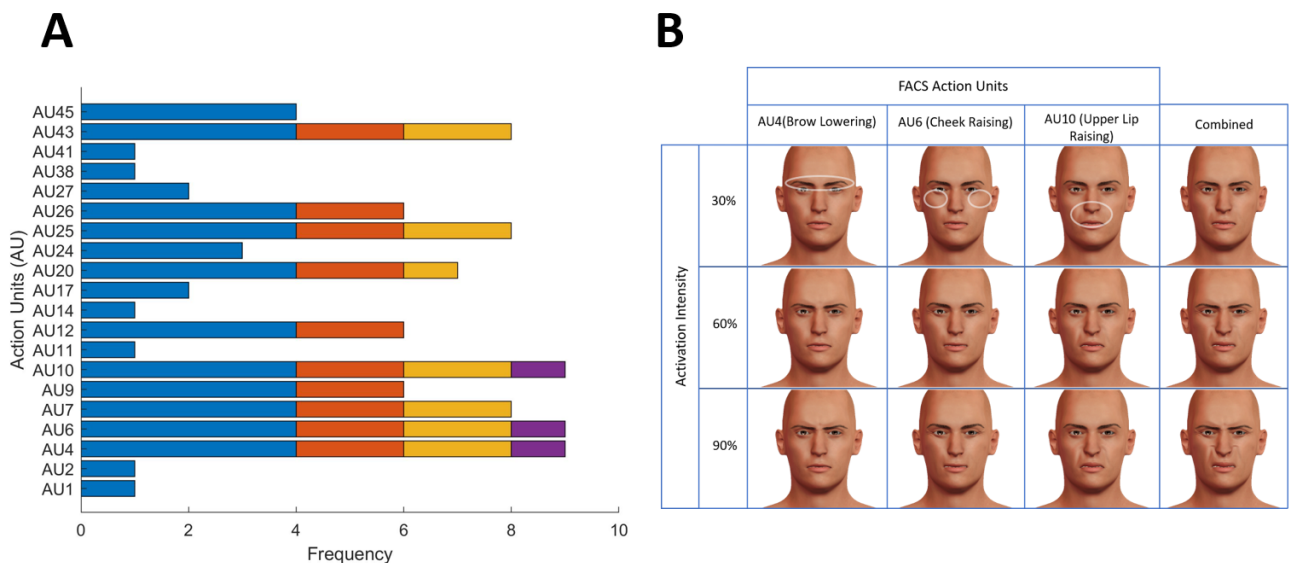 A
AU45
AU43
AU41
AU38
AU27
AU26
AU25
AU24
AU20
AU17
AU14
AU12
AU11
AU10
AU9
AU7
AU6
AU4
AU2
AU1
Action Units (AU)
0 2 4 6 8 10
Frequency
B
FACS Action Units
AU4(Brow Lowering)
AU6 (Cheek Raising)
AU10 (Upper Lip
Raising)
Combined
Activation Intensity
30%
60%
90%